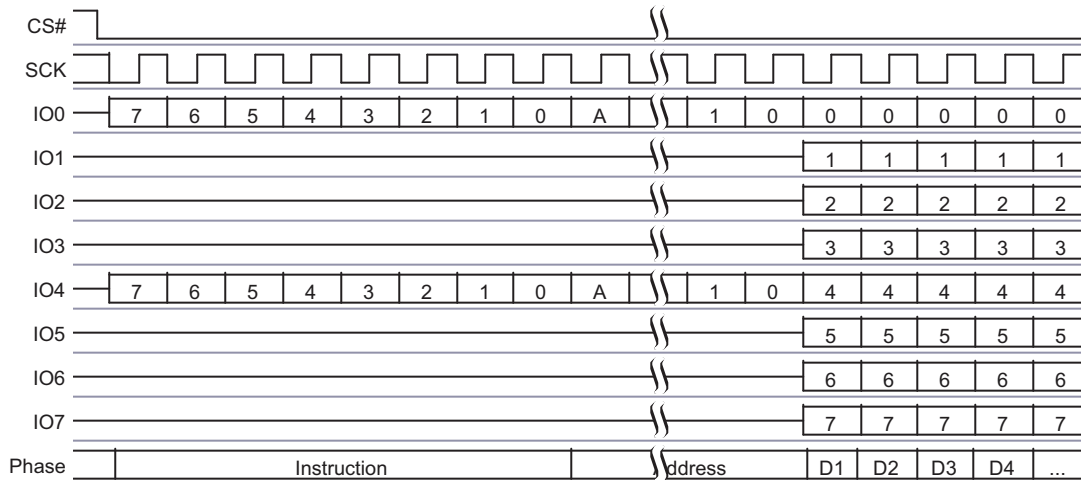 CS#
SCK
IO0 7 6 5 4 3 2 1 0 A 1 0 0 0 0 0 0
IO1 1 1 1 1 1
IO2 2 2 2 2 2
IO3 3 3 3 3 3
IO4 7 6 5 4 3 2 1 0 A 1 0 4 4 4 4 4
IO5 5 5 5 5 5
IO6 6 6 6 6 6
IO7 7 7 7 7 7
Phase Instruction ddress D1 D2 D3 D4 ...